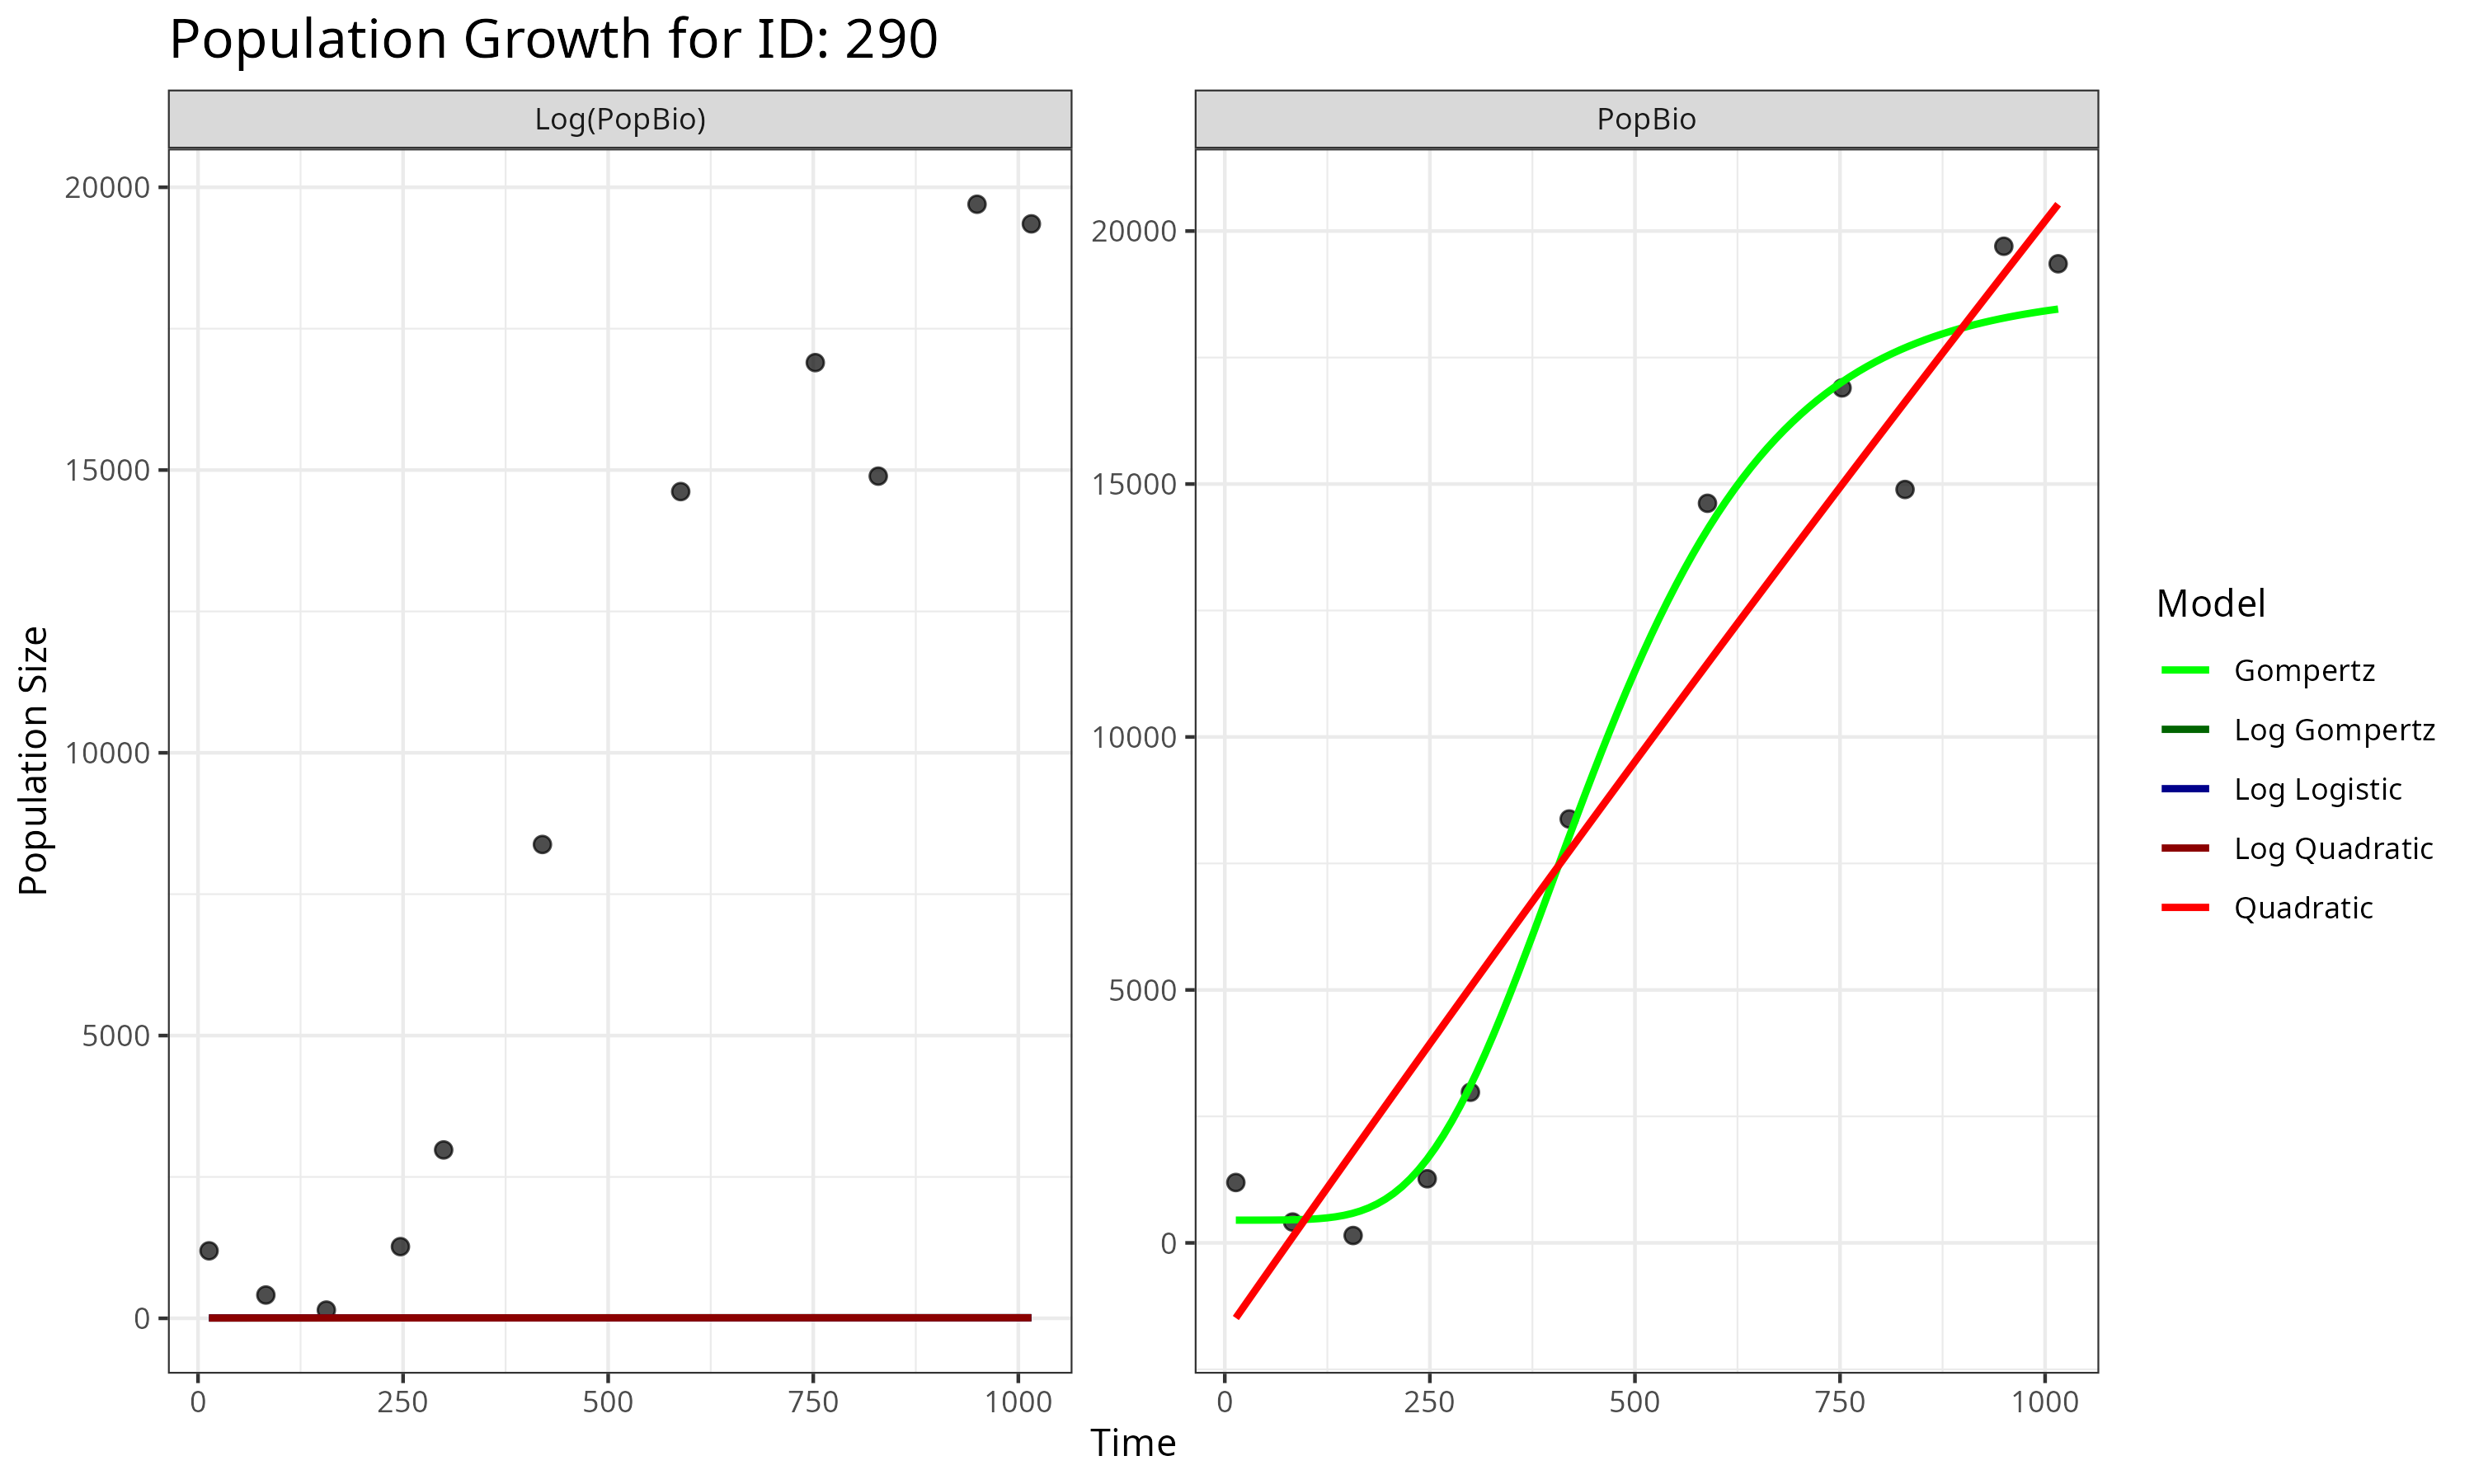 Population Growth for ID: 290
Log(PopBio)
PopBio
Population Size
20000
15000
10000
5000
0
20000
15000
10000
5000
0
0 250 500 750 1000
0 250 500 750 1000
Time
Model
Gompertz
Log Gompertz
Log Logistic
Log Quadratic
Quadratic